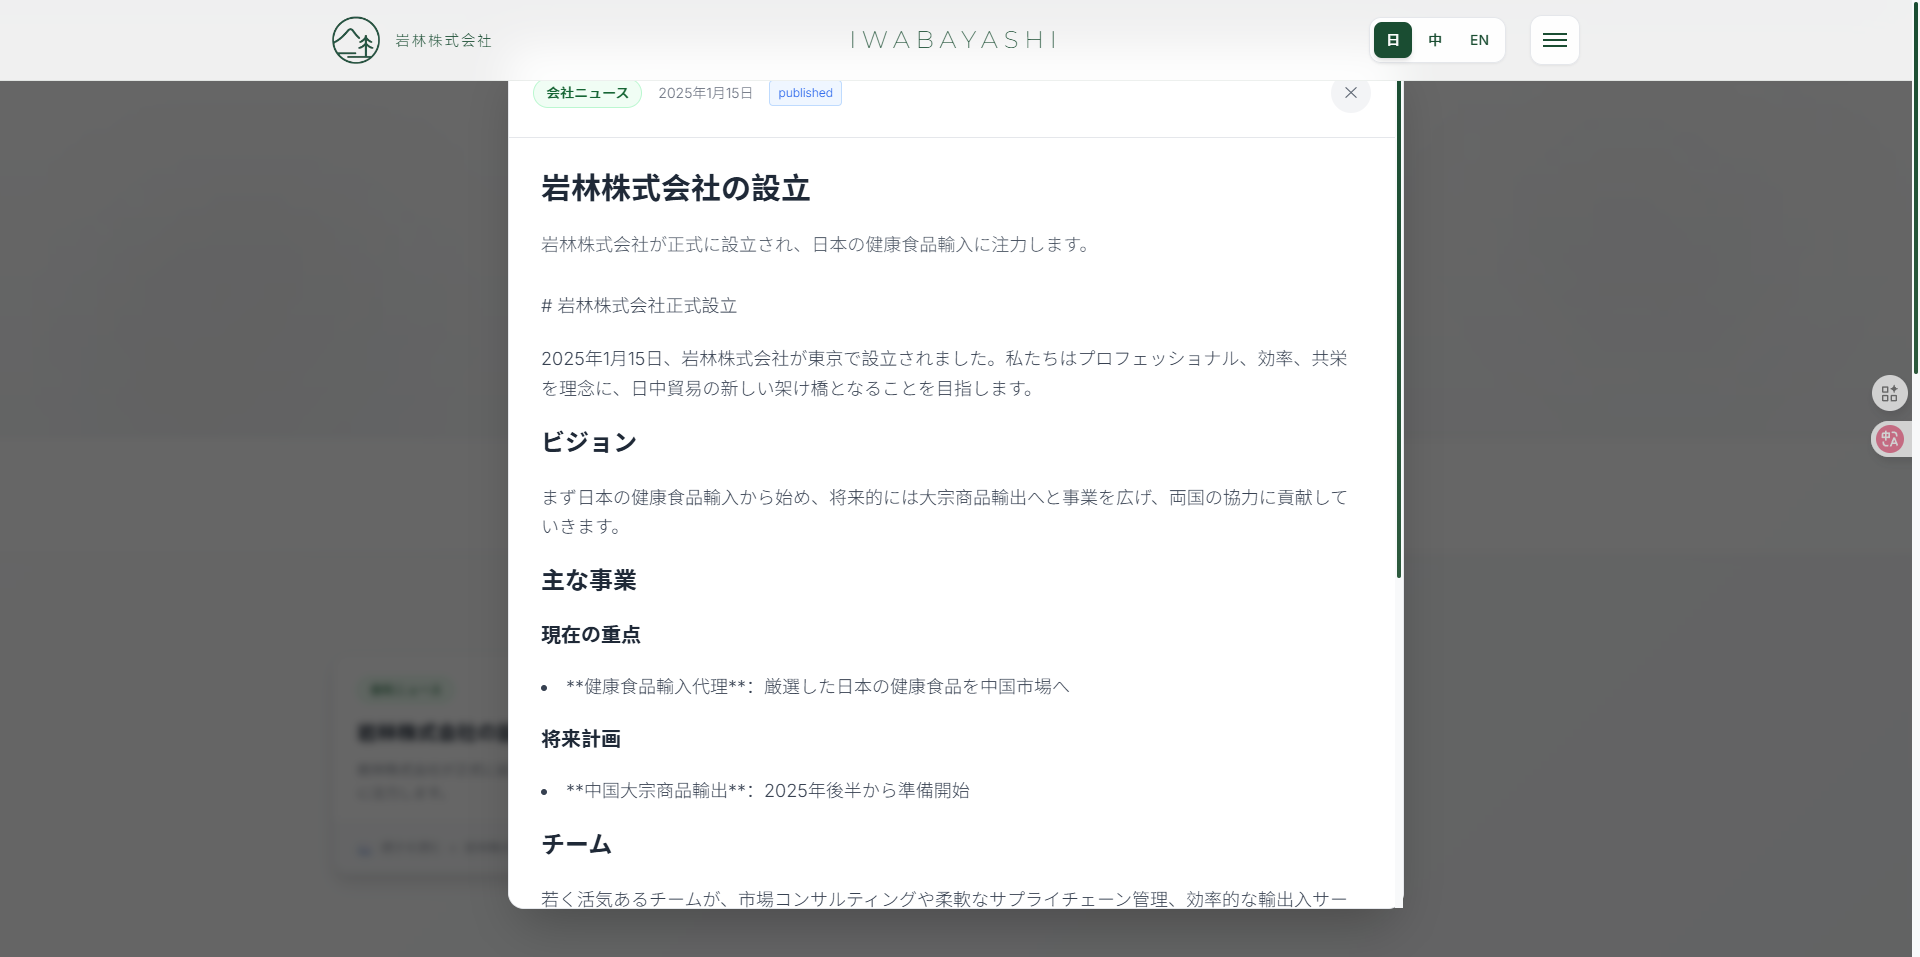 岩林株式会社
IWABAYASHI
日
中
EN
会社ニュース
2025年1月15日
published
岩林株式会社の設立
岩林株式会社が正式に設立され、日本の健康食品輸入に注力します。
# 岩林株式会社正式設立
2025年1月15日、岩林株式会社が東京で設立されました。私たちはプロフェッショナル、効率、共栄
を理念に、日中貿易の新しい架け橋となることを目指します。
ビジョン
まず日本の健康食品輸入から始め、将来的には大宗商品輸出へと事業を広げ、両国の協力に貢献して
いきます。
主な事業
現在の重点
• **健康食品輸入代理**：厳選した日本の健康食品を中国市場へ
将来計画
• **中国大宗商品輸出**：2025年後半から準備開始
チーム
若く活気あるチームが、市場コンサルティングや柔軟なサプライチェーン管理、効率的な輸出入サー